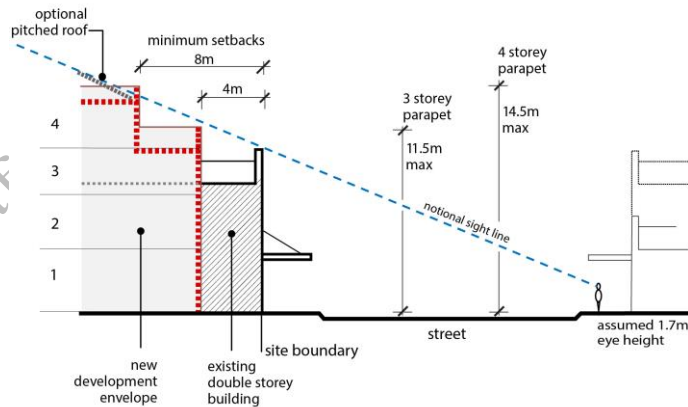 optional
pitched roof
minimum setbacks
8m
4m
4 storey
parapet
14.5m
max
3 storey
parapet
11.5m
max
4
3
2
1
notional sight line
street
assumed 1.7m
eye height
site boundary
new
development
envelope
existing
double storey
building